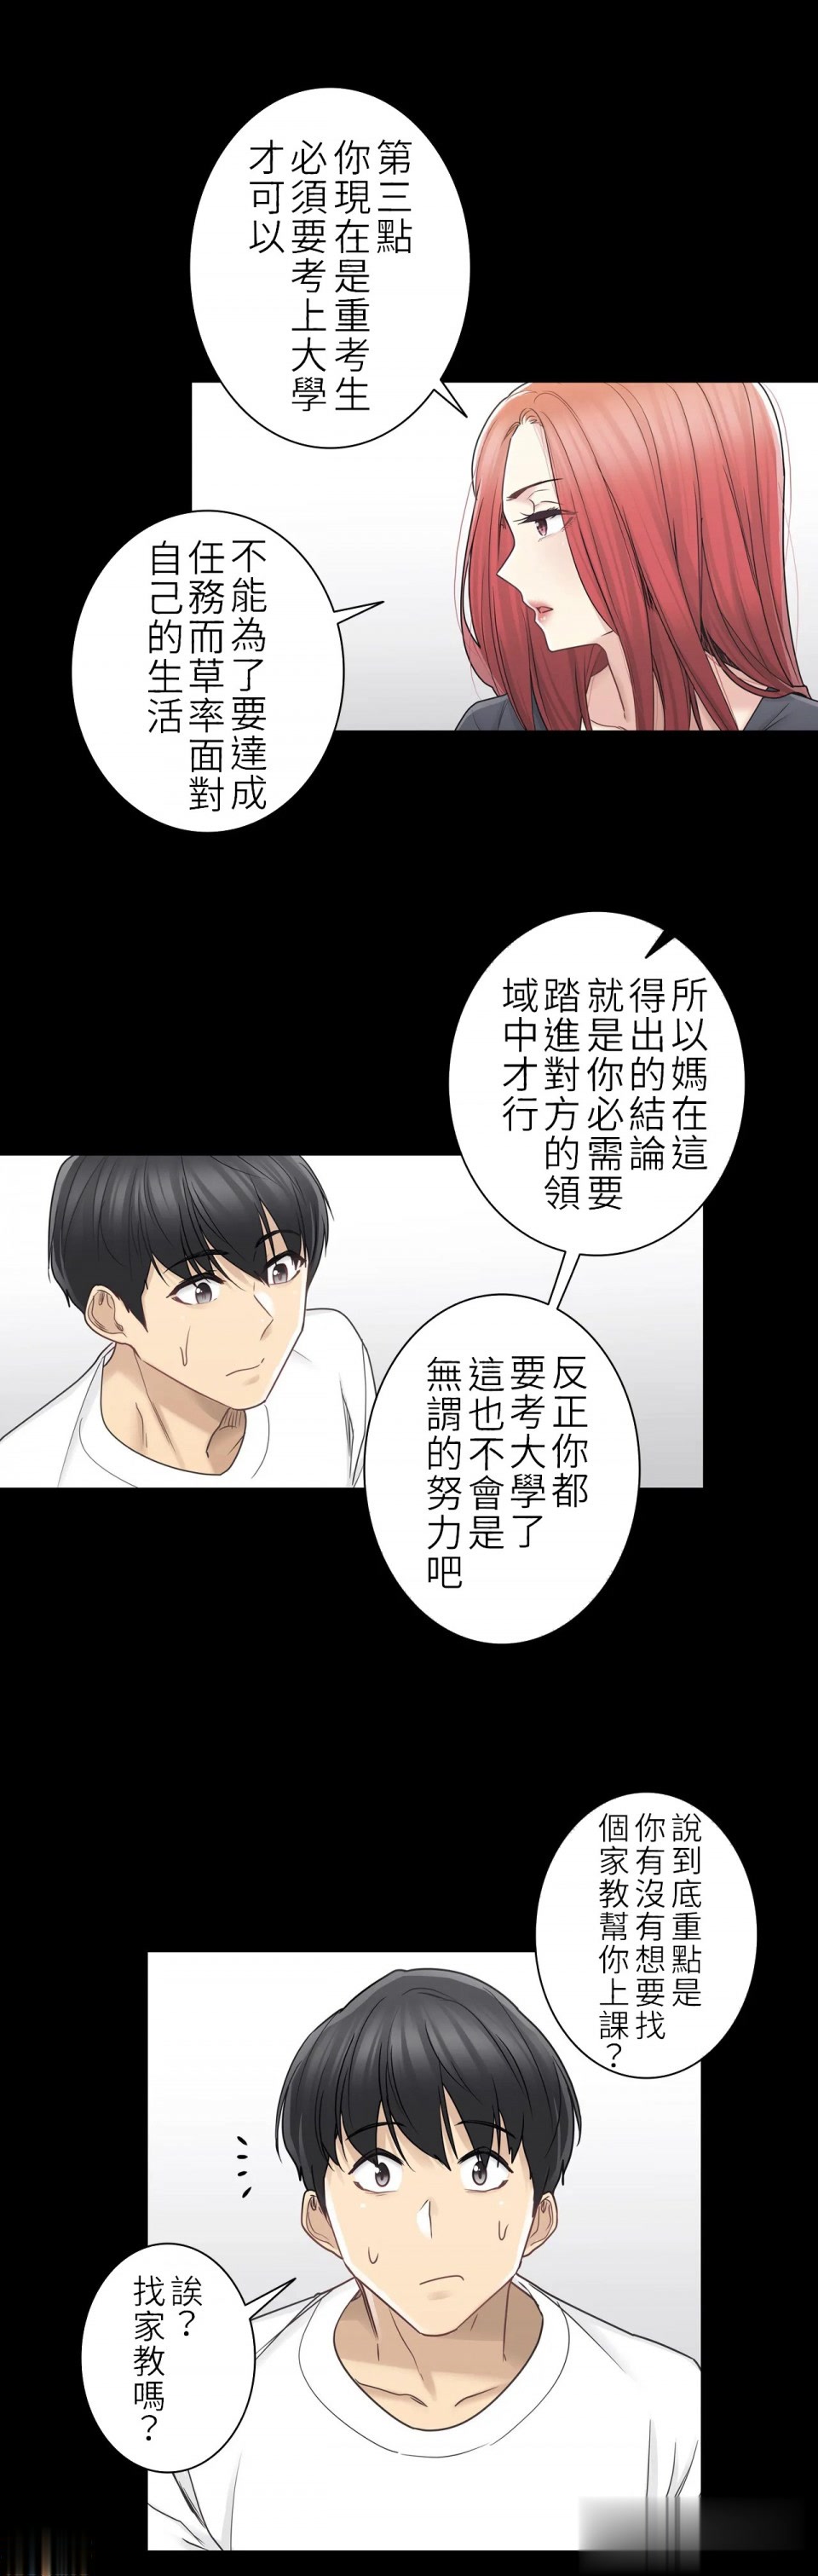 第三點
你現在是重考生
必須要考上大學
才可以
不能為了要達成
任務而草率面對
自己的生活
所以媽在這
得出的結論
就是你必需要
踏進對方的領
域中才行
反正你都
要考大學了
這也不會是
無謂的努力吧
說到底重點是
你有沒有想要找
個家教幫你上課？
誒？
找家教嗎？